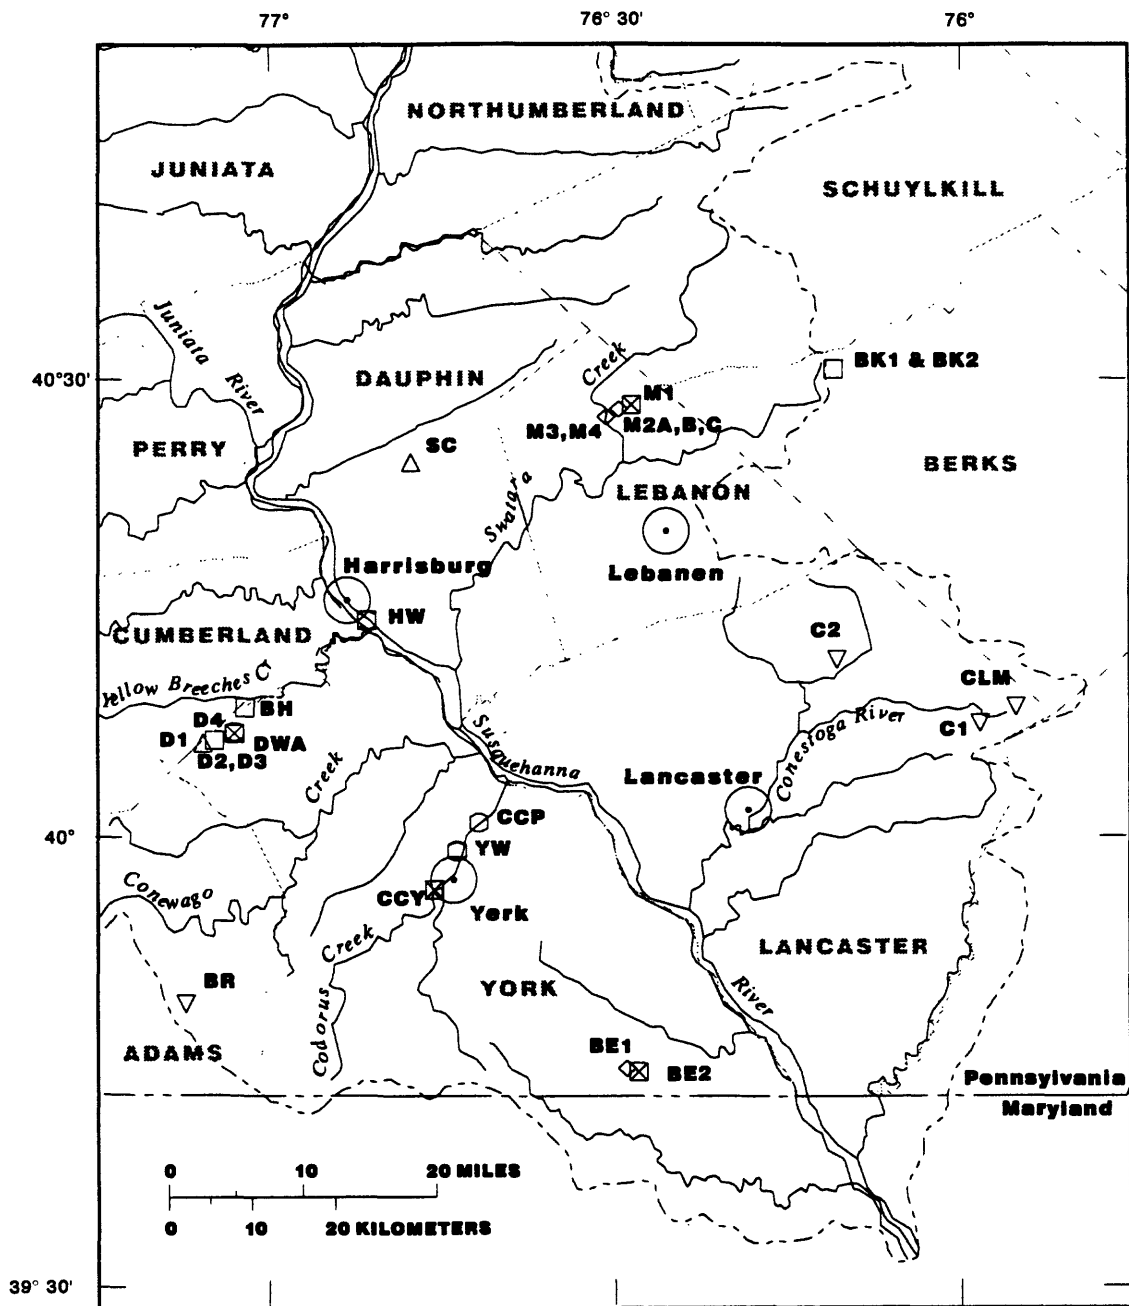 77°
76° 30'
76°
NORTHUMBERLAND
JUNIATA
SCHUYLKILL
Juniata River
40°30'
Creek
BK1 & BK2
DAUPHIN
M1
M2A,B,C
M3,M4
PERRY
SC
BERKS
LEBANON
Swatara
Harrisburg
Lebanen
HW
CUMBERLAND
C2
Yellow Breeches C
CLM
BH
D4
D1
DWA
D2,D3
C1
Conestoga River
Susquehanna
Creek
Lancaster
CCP
40°
YW
Conewago
CCY
Yerk
Creek
LANCASTER
BR
YORK
River
Codorus
ADAMS
BE1
BE2
Pennsylvania
Maryland
0 10 20 MILES
0 10 20 KILOMETERS
39° 30'